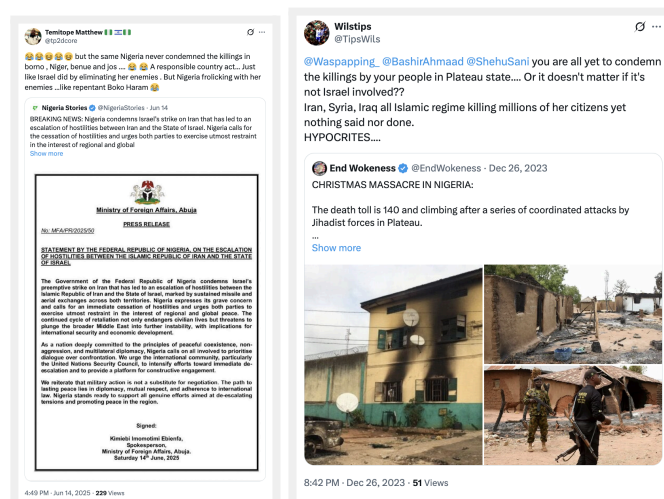 Temitope Matthew
@tp2dcore
but the same Nigeria never condemned the killings in
borno , Niger, benue and jos .... A responsible country act... Just
like Israel did by eliminating her enemies . But Nigeria frolicking with her
enemies ...like repentant Boko Haram
Nigeria Stories @NigeriaStories · Jun 14
BREAKING NEWS: Nigeria condemns Israel's strike on Iran that has led to an
escalation of hostilities between Iran and the State of Israel. Nigeria calls for
the cessation of hostilities and urges both parties to exercise utmost restraint
in the interest of regional and global
Show more
Ministry of Foreign Affairs, Abuja
PRESS RELEASE
No: MFA/PR/2025/50
STATEMENT BY THE FEDERAL REPUBLIC OF NIGERIA, ON THE ESCALATION
OF HOSTILITIES BETWEEN THE ISLAMIC REPUBLIC OF IRAN AND THE STATE
OF ISRAEL
The Government of the Federal Republic of Nigeria condemns Israel's
preemptive strike on Iran that has led to an escalation of hostilities between the
Islamic Republic of Iran and the State of Israel, marked by sustained missile and
aerial exchanges across both territories. Nigeria expresses its grave concern
and calls for an immediate cessation of hostilities and urges both parties to
exercise utmost restraint in the interest of regional and global peace. The
continued cycle of retaliation not only endangers civilian lives but threatens to
plunge the broader Middle East into further instability, with implications for
international security and economic development.
As a nation deeply committed to the principles of peaceful coexistence, non-
aggression, and multilateral diplomacy, Nigeria calls on all involved to prioritise
dialogue over confrontation. We urge the international community, particularly
the United Nations Security Council, to intensify efforts toward immediate de-
escalation and to provide a platform for constructive engagement.
We reiterate that military action is not a substitute for negotiation. The path to
lasting peace lies in diplomacy, mutual respect, and adherence to international
law. Nigeria stands ready to support all genuine efforts aimed at de-escalating
tensions and promoting peace in the region.
Signed:
Kimiebi Imomotimi Ebienfa,
Spokesperson,
Ministry of Foreign Affairs, Abuja.
Saturday 14th June, 2025
4:49 PM · Jun 14, 2025 · 229 Views
Wilstips
@TipsWils
@Waspapping_ @BashirAhmaad @ShehuSani you are all yet to condemn
the killings by your people in Plateau state.... Or it doesn't matter if it's
not Israel involved??
Iran, Syria, Iraq all Islamic regime killing millions of her citizens yet
nothing said nor done.
HYPOCRITES....
End Wokeness @EndWokeness · Dec 26, 2023
CHRISTMAS MASSACRE IN NIGERIA:
The death toll is 140 and climbing after a series of coordinated attacks by
Jihadist forces in Plateau.
...
Show more
8:42 PM · Dec 26, 2023 · 51 Views